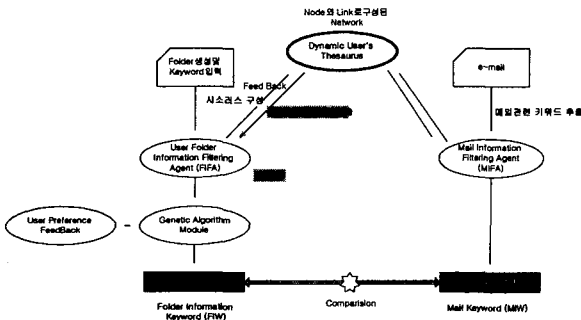 Node와 Link로구성된
Network
Dynamic User's
Thesaurus
Folder생성및
Keyword입력
e-mail
Feed Back
시소러스 구성
메일관련 키워드 추출
User Folder
Information Filtering
Agent (FIFA)
Mail Information
Filtering Agent
(MIFA)
User Preference
FeedBack
Genetic Algorithm
Module
Folder Information
Keyword (FIW)
Comparision
Mail Keyword (MIW)